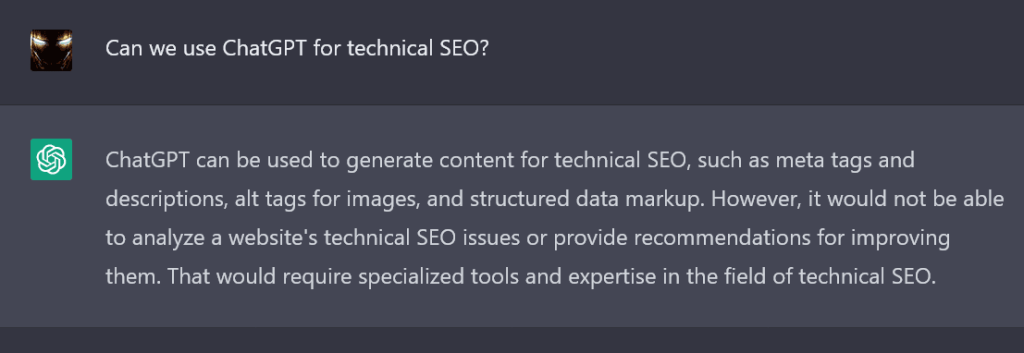 Can we use ChatGPT for technical SEO?
ChatGPT can be used to generate content for technical SEO, such as meta tags and
descriptions, alt tags for images, and structured data markup. However, it would not be able
to analyze a website's technical SEO issues or provide recommendations for improving
them. That would require specialized tools and expertise in the field of technical SEO.